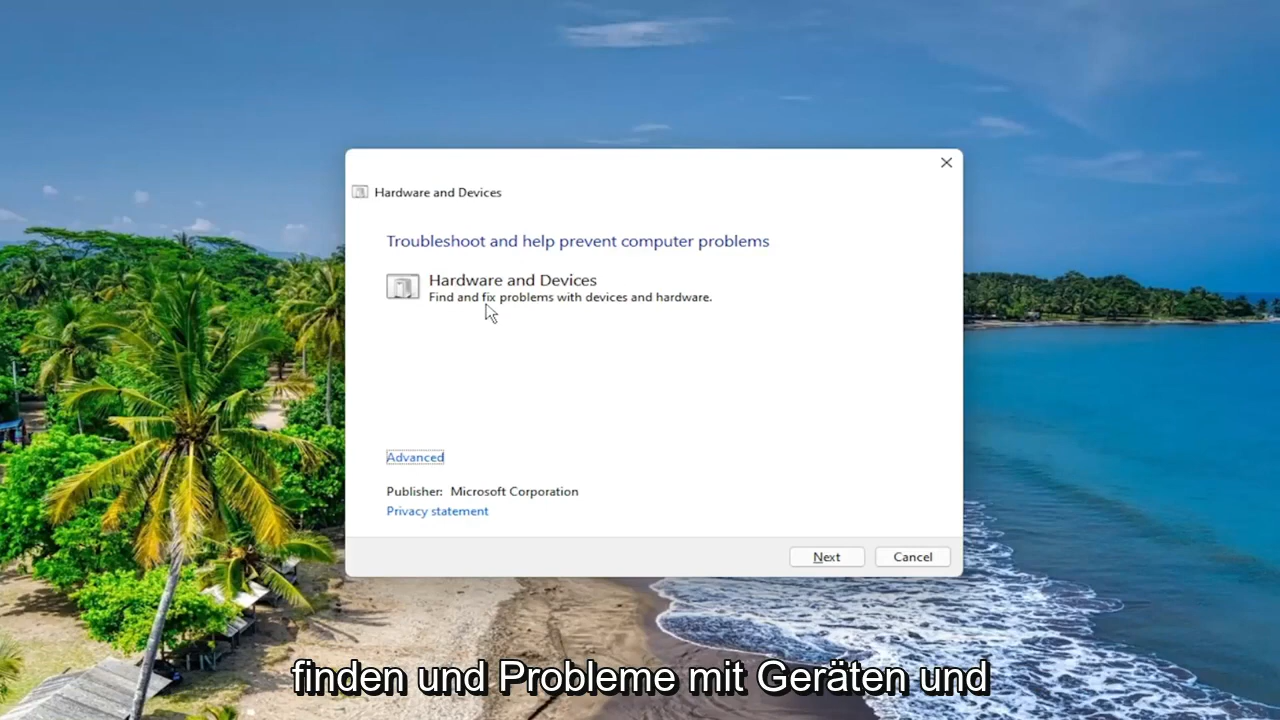 Hardware and Devices
Troubleshoot and help prevent computer problems
Hardware and Devices
Find and fix problems with devices and hardware.
Advanced
Publisher: Microsoft Corporation
Privacy statement
Next
Cancel
finden und Probleme mit Geräten und